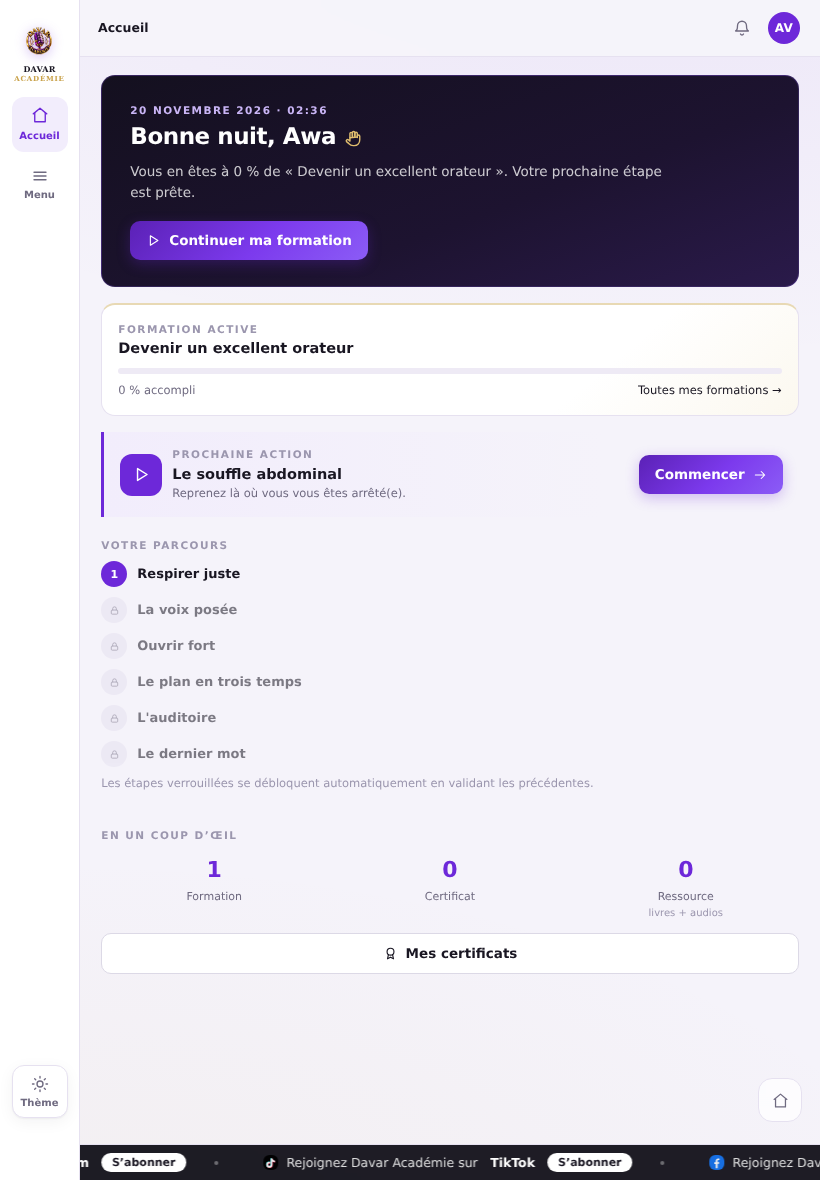 DAVAR
ACADÉMIE
Accueil
Menu
Thème
Accueil
AV
20 NOVEMBRE 2026 · 02:36
Bonne nuit, Awa
Vous en êtes à 0 % de « Devenir un excellent orateur ». Votre prochaine étape
est prête.
Continuer ma formation
FORMATION ACTIVE
Devenir un excellent orateur
0 % accompli
Toutes mes formations →
PROCHAINE ACTION
Le souffle abdominal
Reprenez là où vous vous êtes arrêté(e).
Commencer →
VOTRE PARCOURS
1 Respirer juste
La voix posée
Ouvrir fort
Le plan en trois temps
L'auditoire
Le dernier mot
Les étapes verrouillées se débloquent automatiquement en validant les précédentes.
EN UN COUP D’ŒIL
1
Formation
0
Certificat
0
Ressource
livres + audios
Mes certificats
m S’abonner • Rejoignez Davar Académie sur TikTok S’abonner • Rejoignez Dav